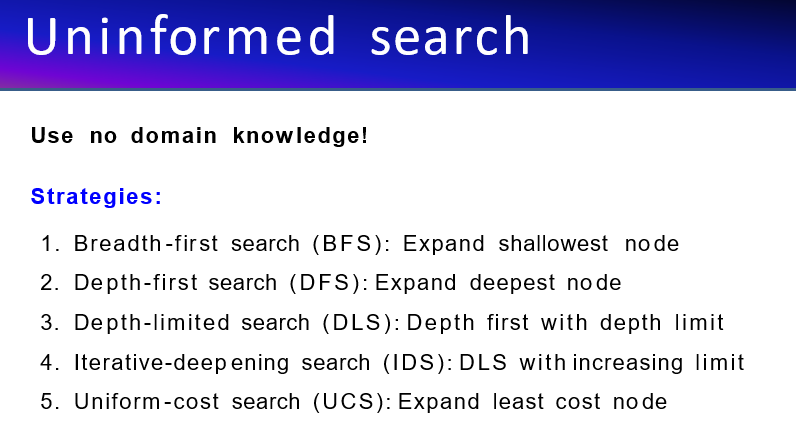 Uninformed search
Use no domain knowledge!
Strategies:
1. Breadth-first search (BFS): Expand shallowest node
2. Depth-first search (DFS): Expand deepest node
3. Depth-limited search (DLS): Depth first with depth limit
4. Iterative-deepening search (IDS): DLS with increasing limit
5. Uniform-cost search (UCS): Expand least cost node